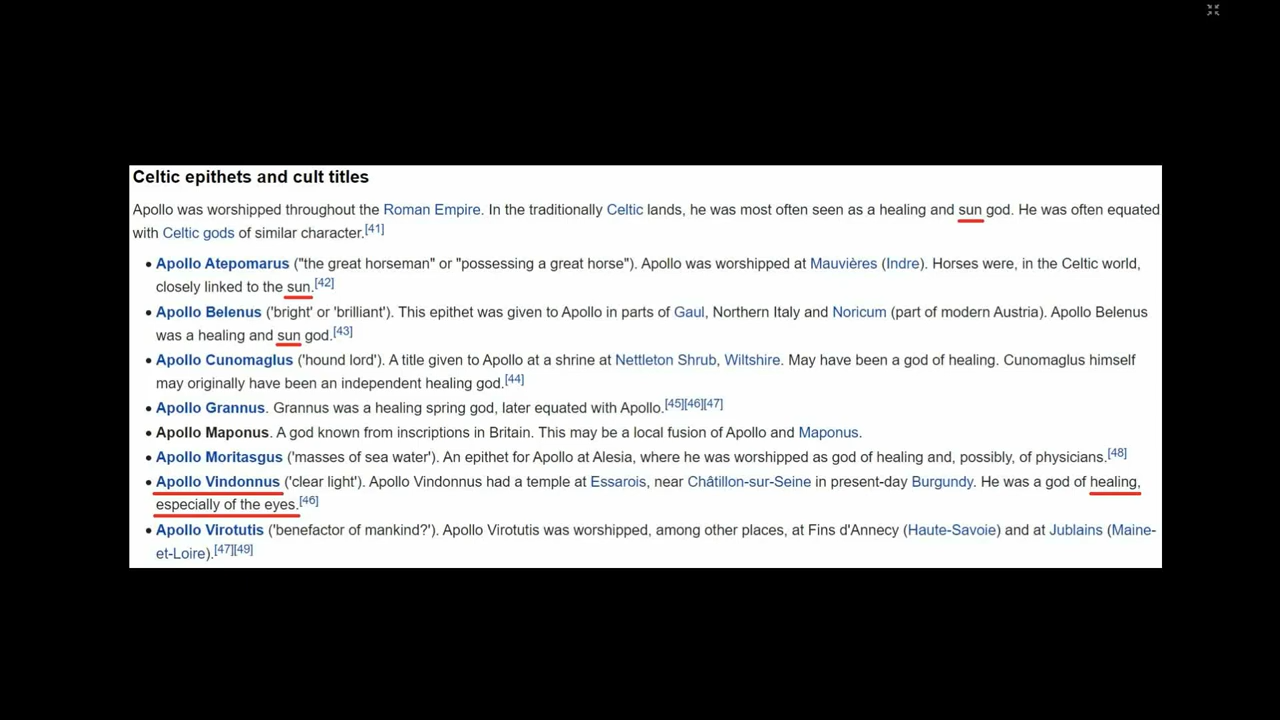 Celtic epithets and cult titles
Apollo was worshipped throughout the Roman Empire. In the traditionally Celtic lands, he was most often seen as a healing and sun god. He was often equated
with Celtic gods of similar character.[41]
• Apollo Atepomarus ("the great horseman" or "possessing a great horse"). Apollo was worshipped at Mauvières (Indre). Horses were, in the Celtic world,
closely linked to the sun.[42]
• Apollo Belenus ('bright' or 'brilliant'). This epithet was given to Apollo in parts of Gaul, Northern Italy and Noricum (part of modern Austria). Apollo Belenus
was a healing and sun god.[43]
• Apollo Cunomaglus ('hound lord'). A title given to Apollo at a shrine at Nettleton Shrub, Wiltshire. May have been a god of healing. Cunomaglus himself
may originally have been an independent healing god.[44]
• Apollo Grannus. Grannus was a healing spring god, later equated with Apollo.[45][46][47]
• Apollo Maponus. A god known from inscriptions in Britain. This may be a local fusion of Apollo and Maponus.
• Apollo Moritasgus ('masses of sea water'). An epithet for Apollo at Alesia, where he was worshipped as god of healing and, possibly, of physicians.[48]
• Apollo Vindonnus ('clear light'). Apollo Vindonnus had a temple at Essarois, near Châtillon-sur-Seine in present-day Burgundy. He was a god of healing,
especially of the eyes.[46]
• Apollo Virotutis ('benefactor of mankind?'). Apollo Virotutis was worshipped, among other places, at Fins d'Annecy (Haute-Savoie) and at Jublains (Maine-
et-Loire).[47][49]